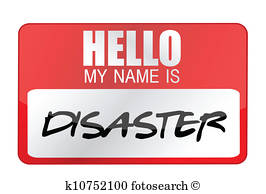 HELLO
MY NAME IS
DISASTER
k10752100 fotosearch ©